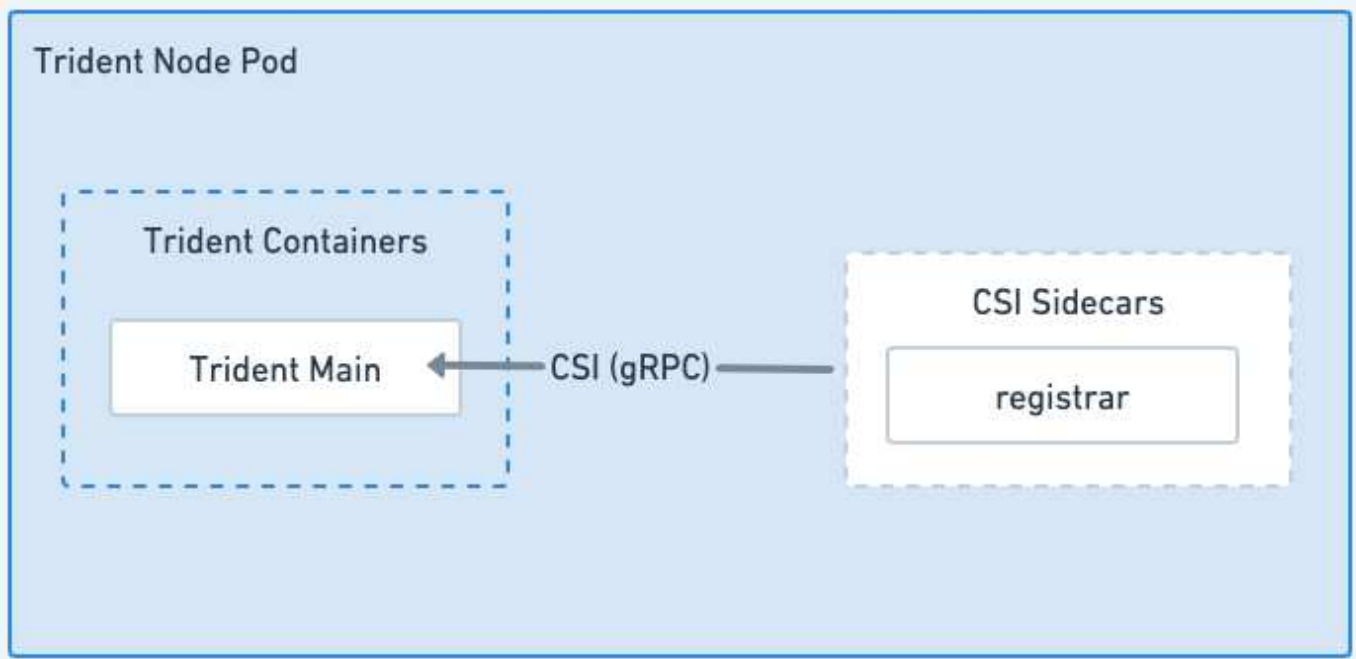 Trident Node Pod
Trident Containers
Trident Main
CSI (gRPC)
CSI Sidecars
registrar